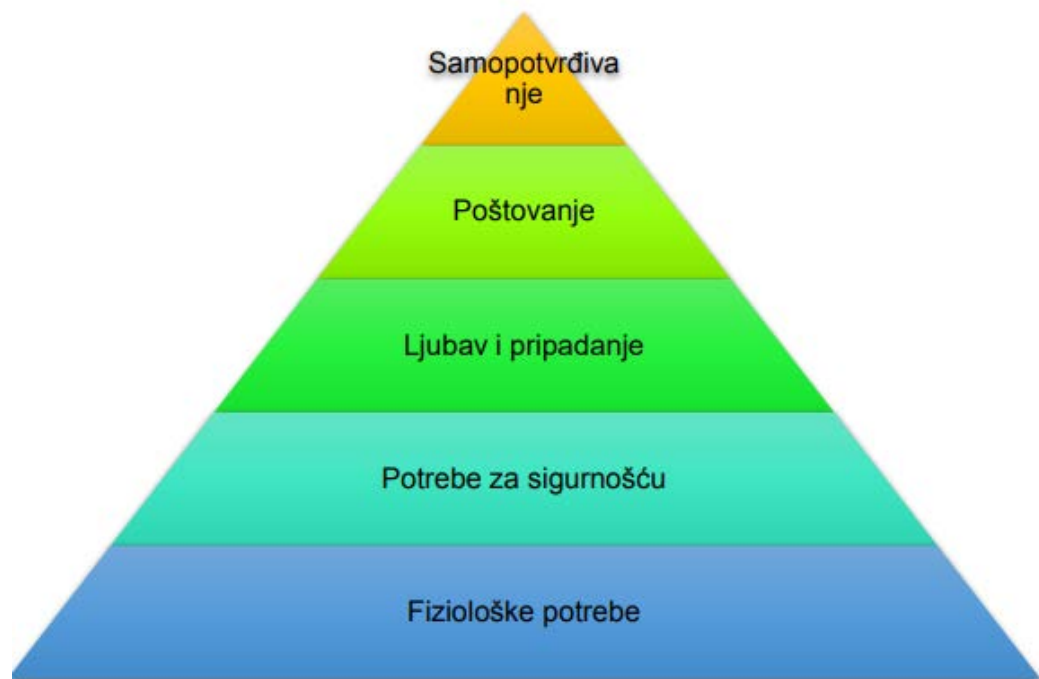 Samopotvrđiva
nje
Poštovanje
Ljubav i pripadanje
Potrebe za sigurnošću
Fiziološke potrebe